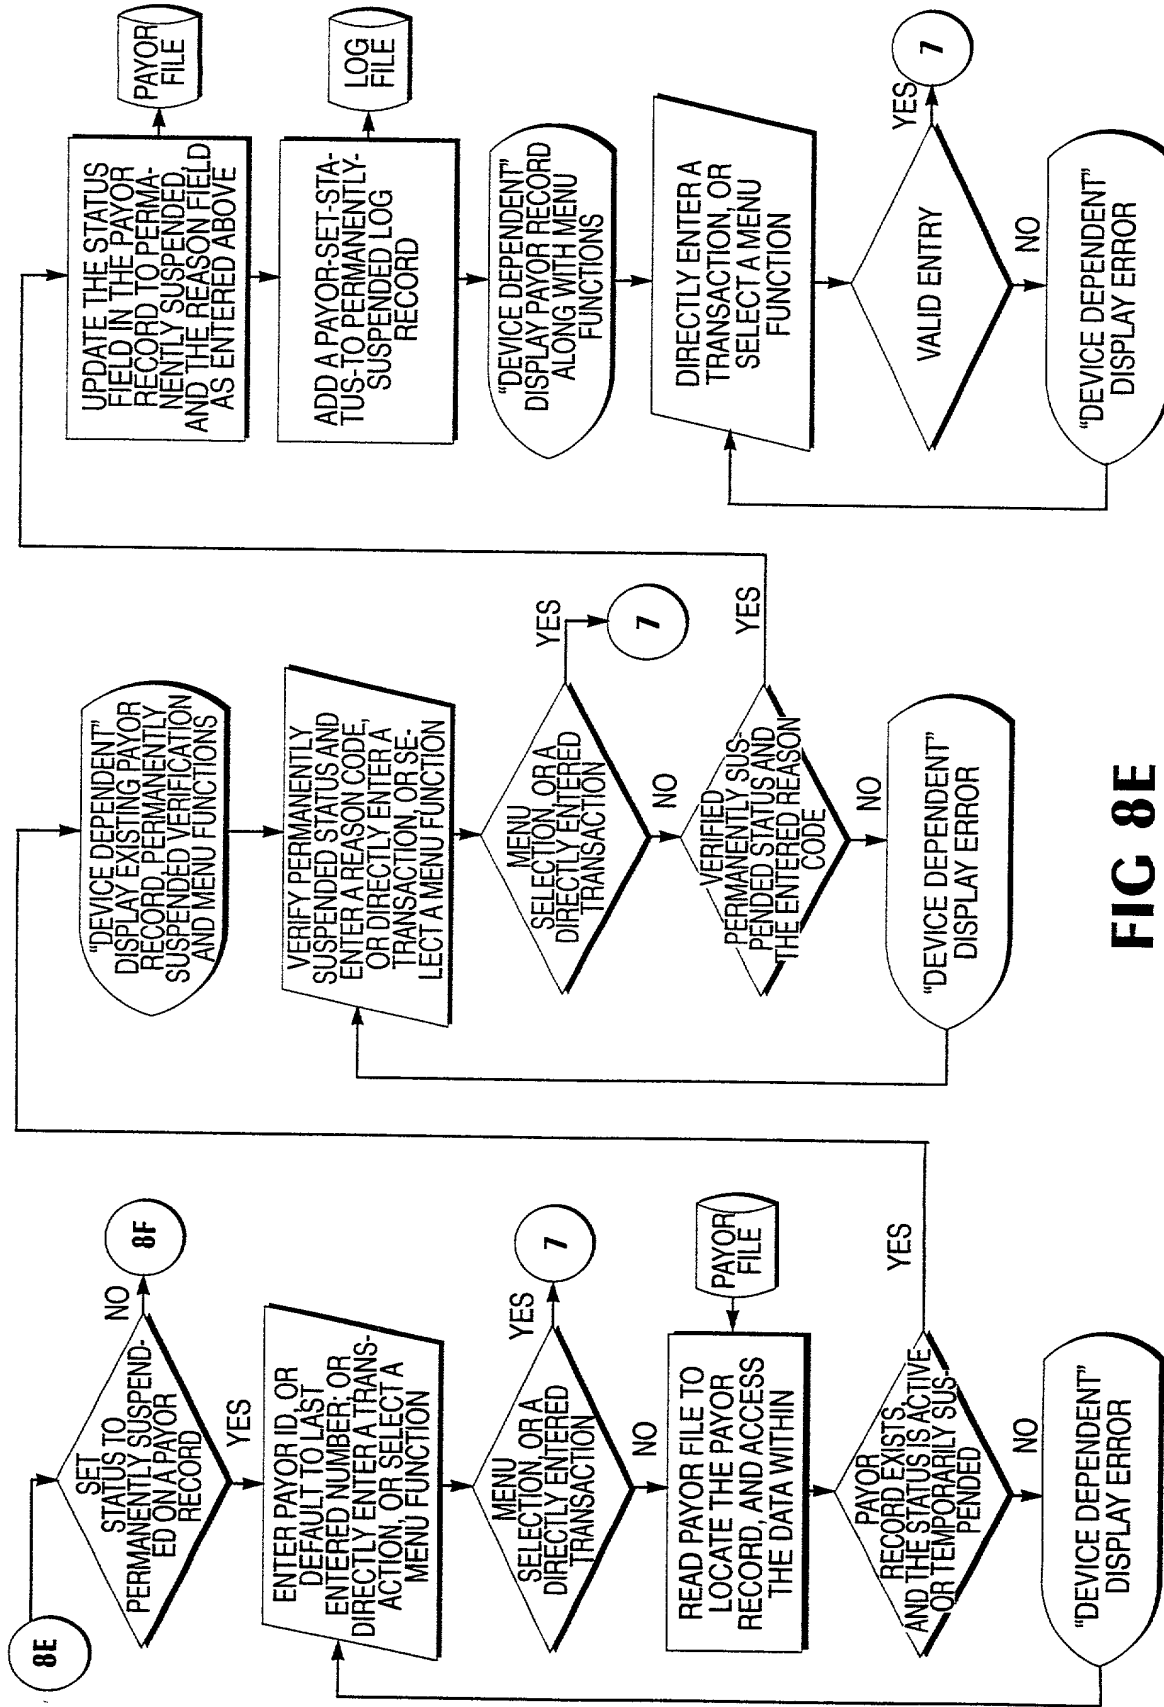 8E
SET
STATUS TO
PERMANENTLY SUSPEND-
ED ON A PAYOR
RECORD
NO
8F
YES
ENTER PAYOR ID, OR
DEFAULT TO LAST
ENTERED NUMBER; OR
DIRECTLY ENTER A TRANS-
ACTION, OR SELECT A
MENU FUNCTION
MENU
SELECTION, OR A
DIRECTLY ENTERED
TRANSACTION
YES
7
NO
READ PAYOR FILE TO
LOCATE THE PAYOR
RECORD, AND ACCESS
THE DATA WITHIN
PAYOR
FILE
PAYOR
RECORD EXISTS,
AND THE STATUS IS ACTIVE
OR TEMPORARILY SUS-
PENDED
YES
NO
"DEVICE DEPENDENT"
DISPLAY ERROR
"DEVICE DEPENDENT"
DISPLAY EXISTING PAYOR
RECORD, PERMANENTLY
SUSPENDED VERIFICATION
AND MENU FUNCTIONS
VERIFY PERMANENTLY
SUSPENDED STATUS AND
ENTER A REASON CODE,
OR DIRECTLY ENTER A
TRANSACTION, OR SE-
LECT A MENU FUNCTION
MENU
SELECTION, OR A
DIRECTLY ENTERED
TRANSACTION
YES
7
NO
VERIFIED
PERMANENTLY SUS-
PENDED STATUS AND
THE ENTERED REASON
CODE
YES
NO
"DEVICE DEPENDENT"
DISPLAY ERROR
UPDATE THE STATUS
FIELD IN THE PAYOR
RECORD TO PERMA-
NENTLY SUSPENDED,
AND THE REASON FIELD
AS ENTERED ABOVE
PAYOR
FILE
ADD A PAYOR-SET-STA-
TUS-TO PERMANENTLY-
SUSPENDED LOG
RECORD
LOG
FILE
"DEVICE DEPENDENT"
DISPLAY PAYOR RECORD
ALONG WITH MENU
FUNCTIONS
DIRECTLY ENTER A
TRANSACTION, OR
SELECT A MENU
FUNCTION
VALID ENTRY
YES
7
NO
"DEVICE DEPENDENT"
DISPLAY ERROR
FIG 8E